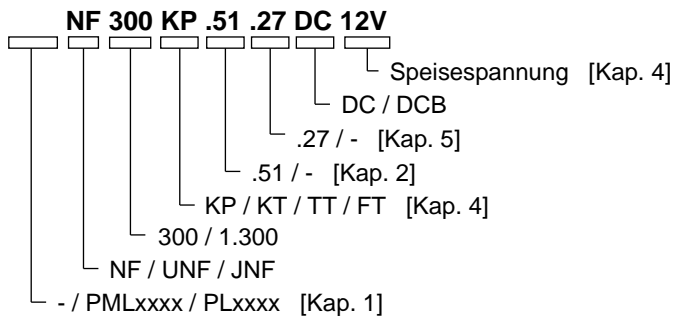 NF 300 KP .51 .27 DC 12V
Speisespannung [Kap. 4]
DC / DCB
.27 / - [Kap. 5]
.51 / - [Kap. 2]
KP / KT / TT / FT [Kap. 4]
300 / 1.300
NF / UNF / JNF
- / PMLxxxx / PLxxxx [Kap. 1]